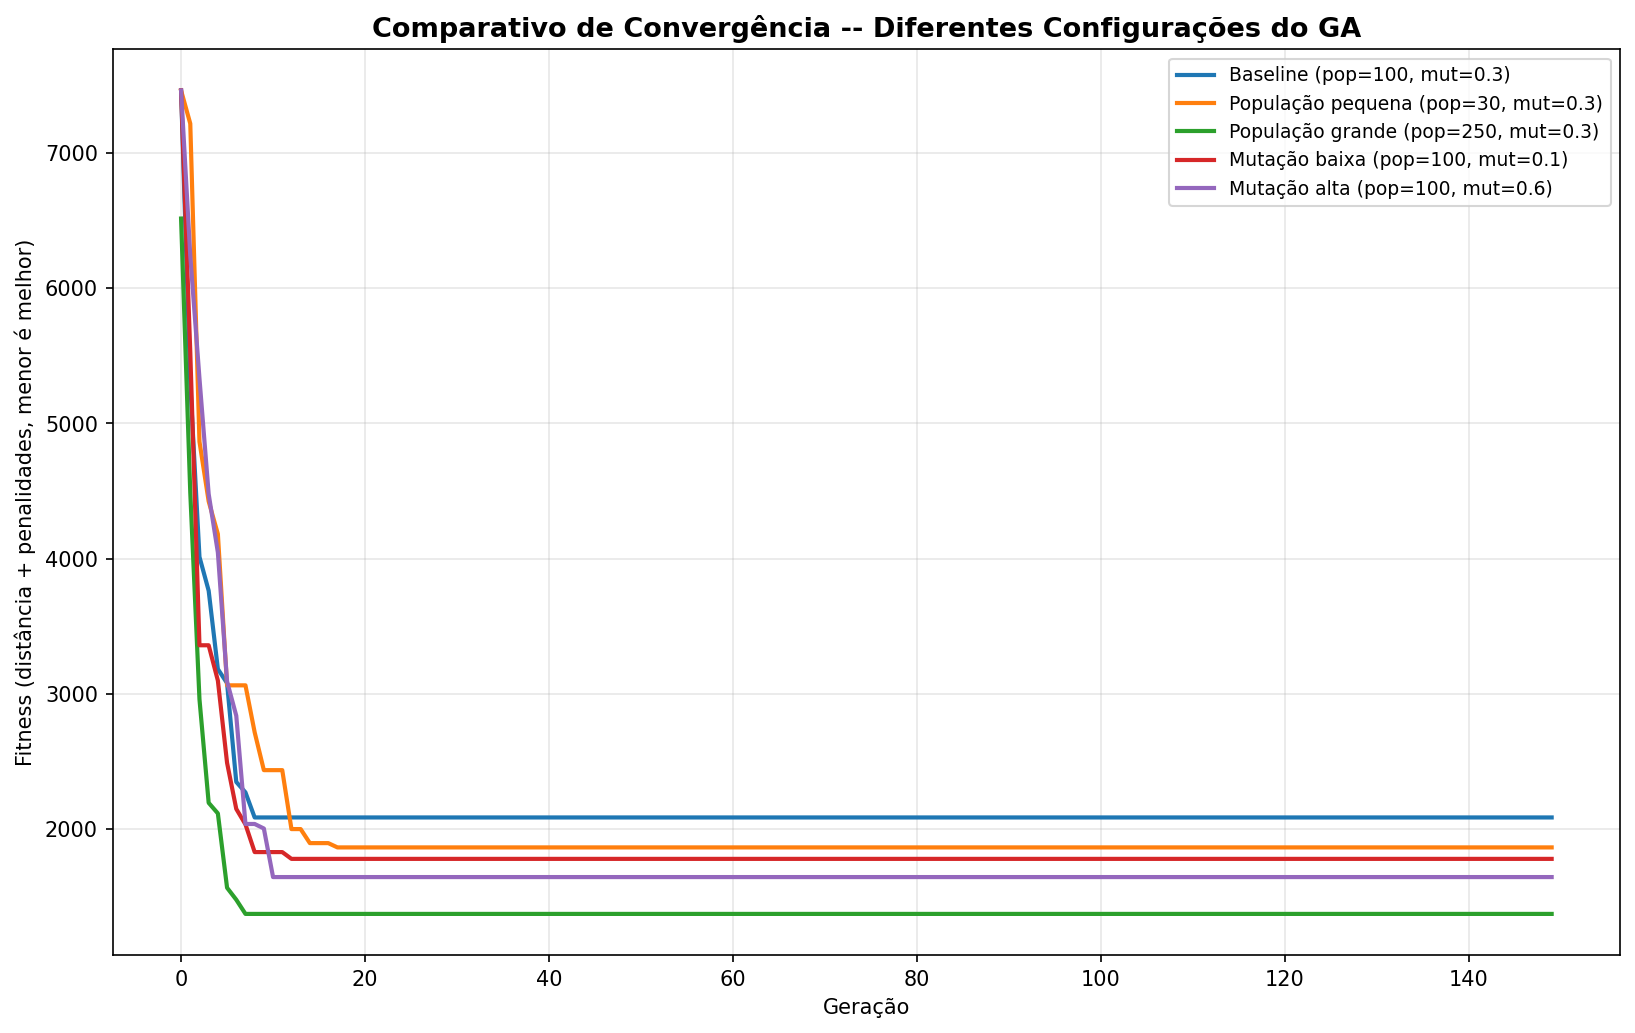 Comparativo de Convergência -- Diferentes Configurações do GA
Baseline (pop=100, mut=0.3)
População pequena (pop=30, mut=0.3)
População grande (pop=250, mut=0.3)
Mutação baixa (pop=100, mut=0.1)
Mutação alta (pop=100, mut=0.6)
Fitness (distância + penalidades, menor é melhor)
7000
6000
5000
4000
3000
2000
0 20 40 60 80 100 120 140
Geração